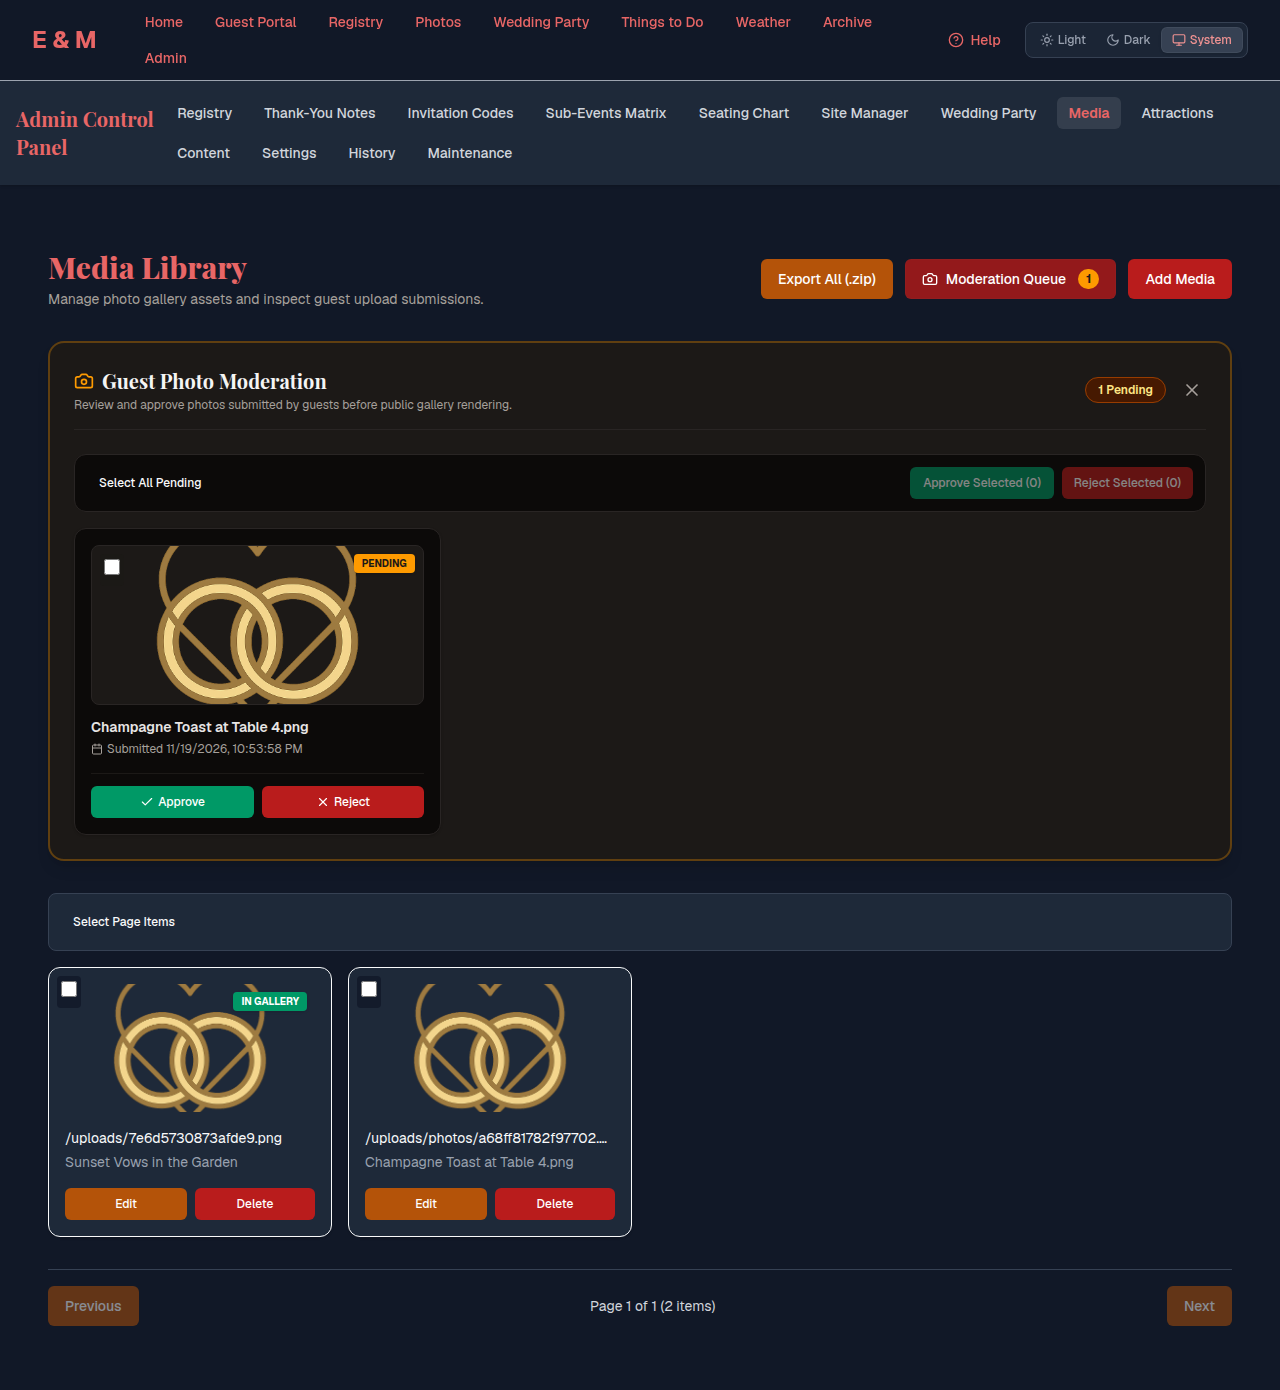 E & M
Home Guest Portal Registry Photos Wedding Party Things to Do Weather Archive
Admin
Help
Light Dark System
Admin Control Panel
Registry Thank-You Notes Invitation Codes Sub-Events Matrix Seating Chart Site Manager Wedding Party Media Attractions
Content Settings History Maintenance
Media Library
Manage photo gallery assets and inspect guest upload submissions.
Export All (.zip) Moderation Queue 1 Add Media
Guest Photo Moderation
Review and approve photos submitted by guests before public gallery rendering.
1 Pending
Select All Pending
Approve Selected (0) Reject Selected (0)
PENDING
Champagne Toast at Table 4.png
Submitted 11/19/2026, 10:53:58 PM
Approve Reject
Select Page Items
IN GALLERY
/uploads/7e6d5730873afde9.png
Sunset Vows in the Garden
Edit Delete
/uploads/photos/a68ff81782f97702....
Champagne Toast at Table 4.png
Edit Delete
Previous
Page 1 of 1 (2 items)
Next